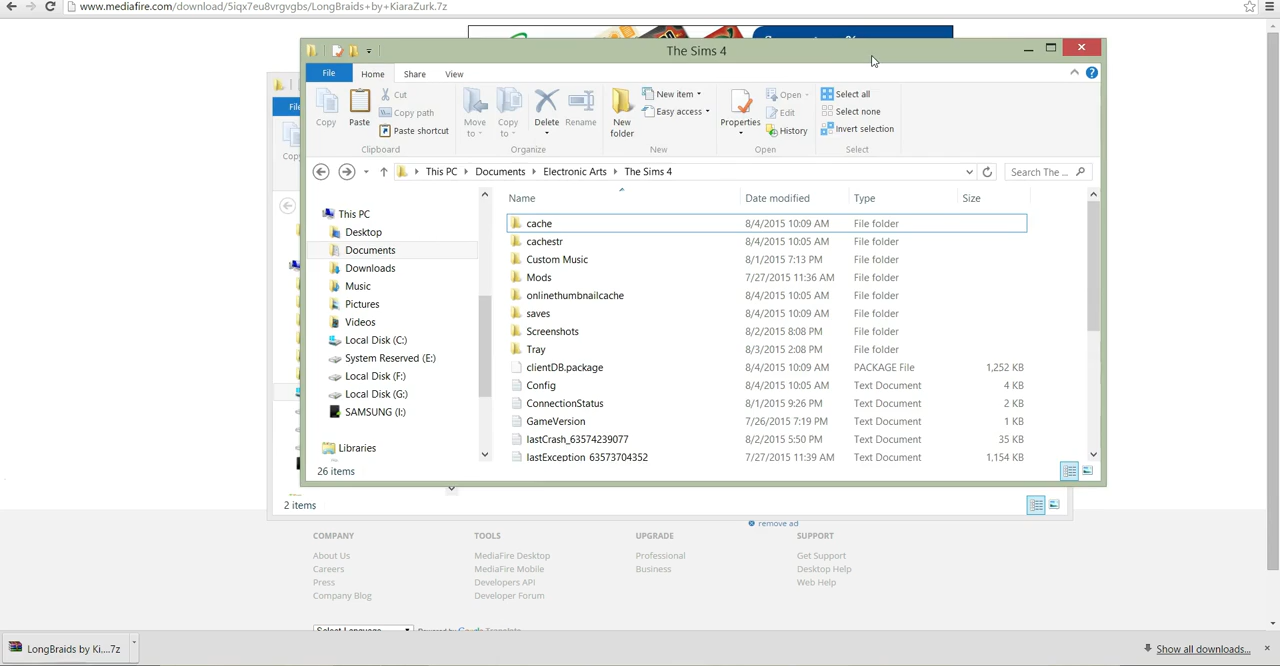 www.mediafire.com/download/5iqx7eu8vrgvgbs/LongBraids+by+KiaraZurk.7z
The Sims 4
File Home Share View
Copy
Paste
Cut
Copy path
Paste shortcut
Clipboard
Move to
Copy to
Delete
Rename
Organize
New folder
New item
Easy access
New
Properties
Open
Edit
History
Open
Select all
Select none
Invert selection
Select
This PC Documents Electronic Arts The Sims 4
Search The ...
Name Date modified Type Size
This PC
Desktop
Documents
Downloads
Music
Pictures
Videos
Local Disk (C:)
System Reserved (E:)
Local Disk (F:)
Local Disk (G:)
SAMSUNG (I:)
Libraries
cache 8/4/2015 10:09 AM File folder
cachestr 8/4/2015 10:05 AM File folder
Custom Music 8/1/2015 7:13 PM File folder
Mods 7/27/2015 11:36 AM File folder
onlinethumbnailcache 8/4/2015 10:05 AM File folder
saves 8/4/2015 10:09 AM File folder
Screenshots 8/2/2015 8:08 PM File folder
Tray 8/3/2015 2:08 PM File folder
clientDB.package 8/4/2015 10:09 AM PACKAGE File 1,252 KB
Config 8/4/2015 10:05 AM Text Document 4 KB
ConnectionStatus 8/1/2015 9:26 PM Text Document 2 KB
GameVersion 7/26/2015 7:19 PM Text Document 1 KB
lastCrash_63574239077 8/2/2015 5:50 PM Text Document 35 KB
lastException 63573704352 7/27/2015 11:39 AM Text Document 1,154 KB
26 items
2 items
remove ad
COMPANY
About Us
Careers
Press
Company Blog
TOOLS
MediaFire Desktop
MediaFire Mobile
Developers API
Developer Forum
UPGRADE
Professional
Business
SUPPORT
Get Support
Desktop Help
Web Help
Select Language
LongBraids by Ki....7z
Show all downloads...